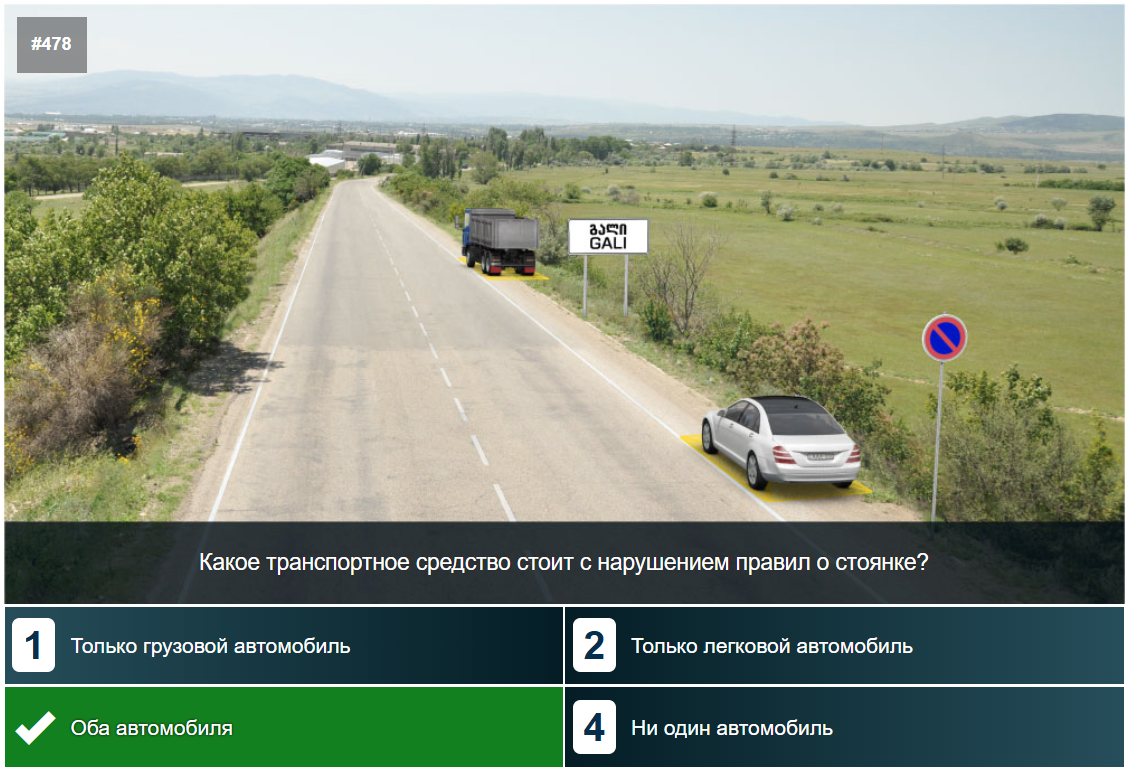 #478
გალი
GALI
Какое транспортное средство стоит с нарушением правил о стоянке?
1 Только грузовой автомобиль
2 Только легковой автомобиль
Оба автомобиля
4 Ни один автомобиль